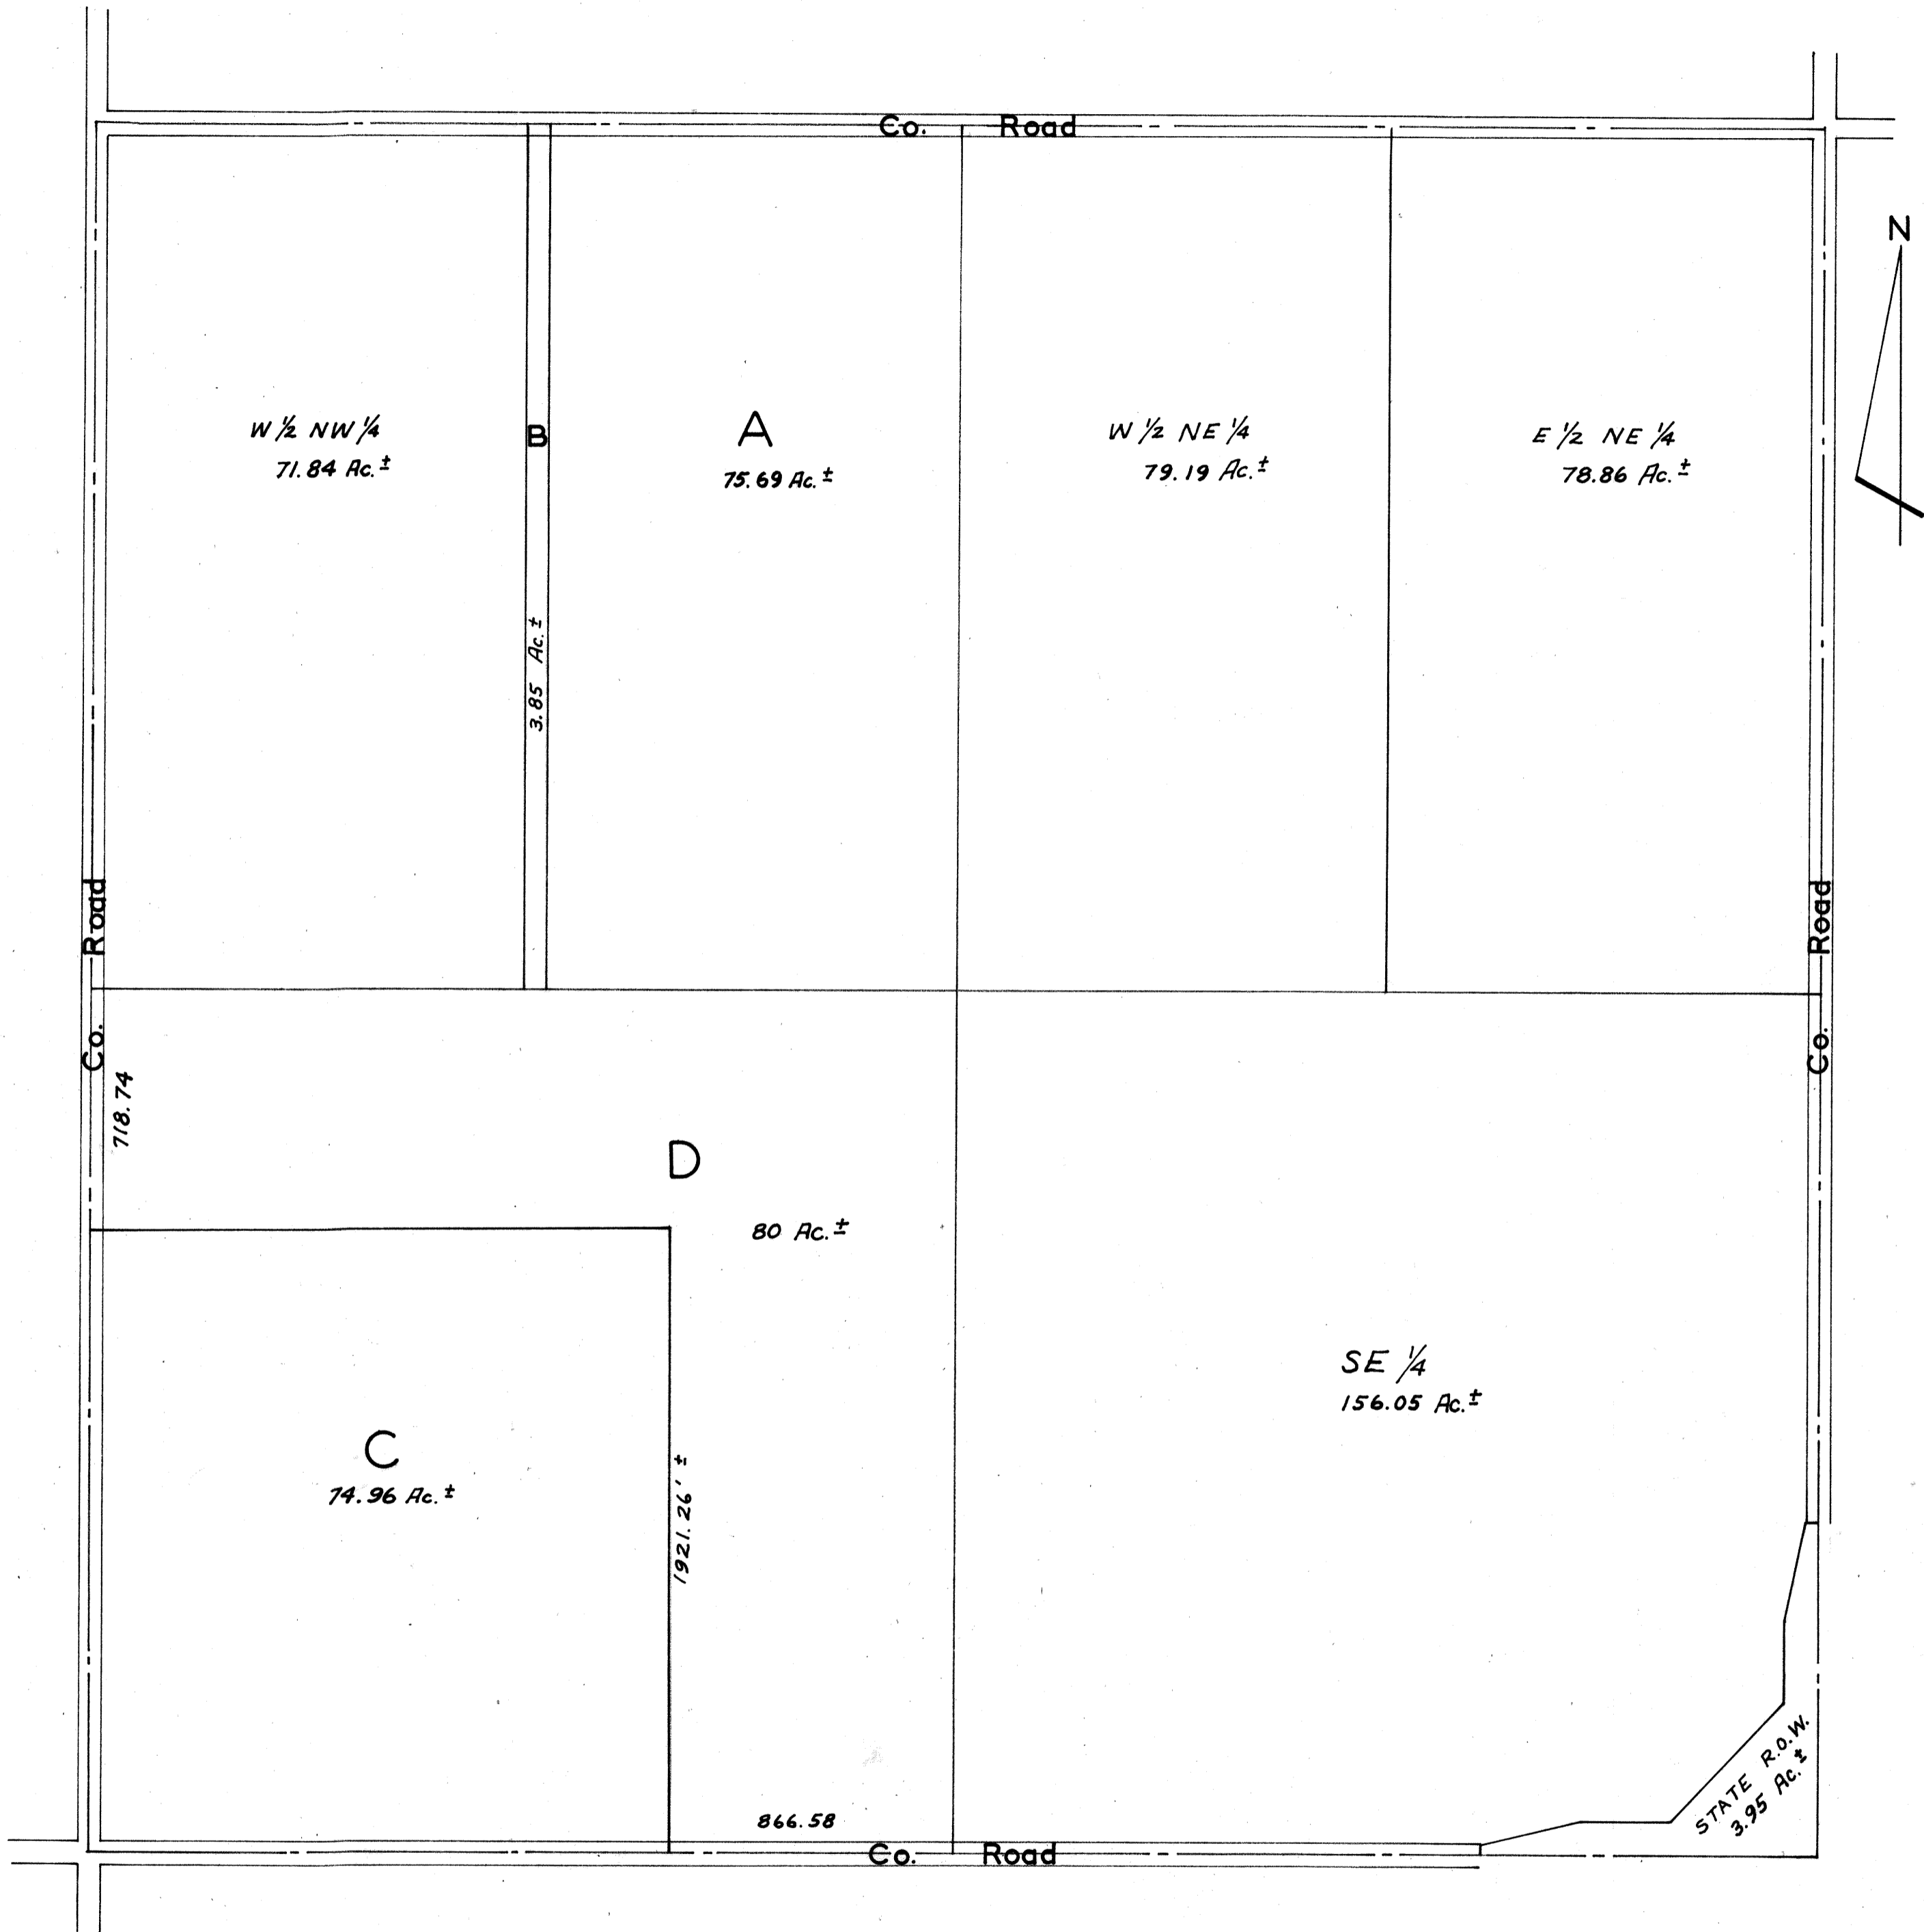 Co. Road
N
W 1/2 NW 1/4
71.84 Ac.±
B
3.85 Ac.±
A
75.69 Ac.±
W 1/2 NE 1/4
79.19 Ac.±
E 1/2 NE 1/4
78.86 Ac.±
Co. Road
Co. Road
718.74
D
80 Ac.±
C
74.96 Ac.±
1921.26' ±
866.58
SE 1/4
156.05 Ac.±
STATE R.O.W.
3.95 Ac.±
Co. Road